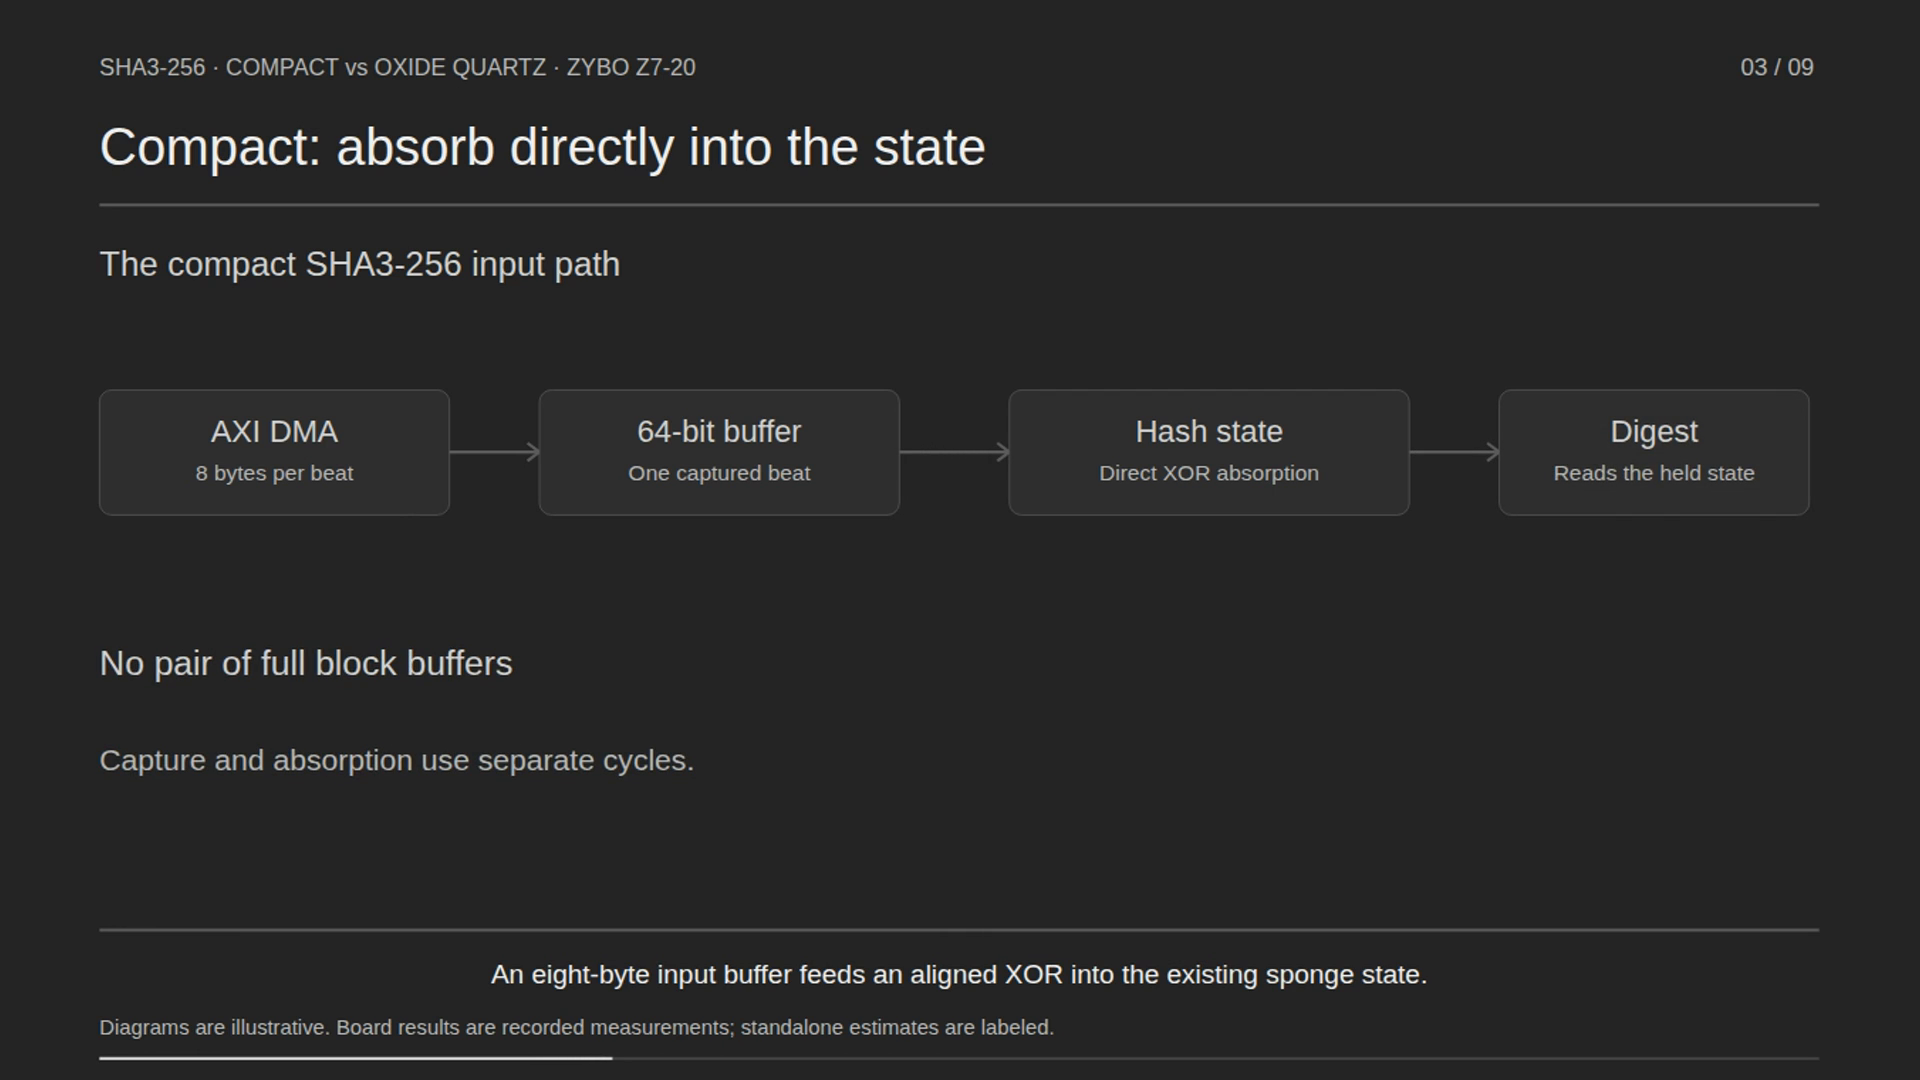 SHA3-256 · COMPACT vs OXIDE QUARTZ · ZYBO Z7-20
03 / 09
Compact: absorb directly into the state
The compact SHA3-256 input path
AXI DMA
8 bytes per beat
64-bit buffer
One captured beat
Hash state
Direct XOR absorption
Digest
Reads the held state
No pair of full block buffers
Capture and absorption use separate cycles.
An eight-byte input buffer feeds an aligned XOR into the existing sponge state.
Diagrams are illustrative. Board results are recorded measurements; standalone estimates are labeled.